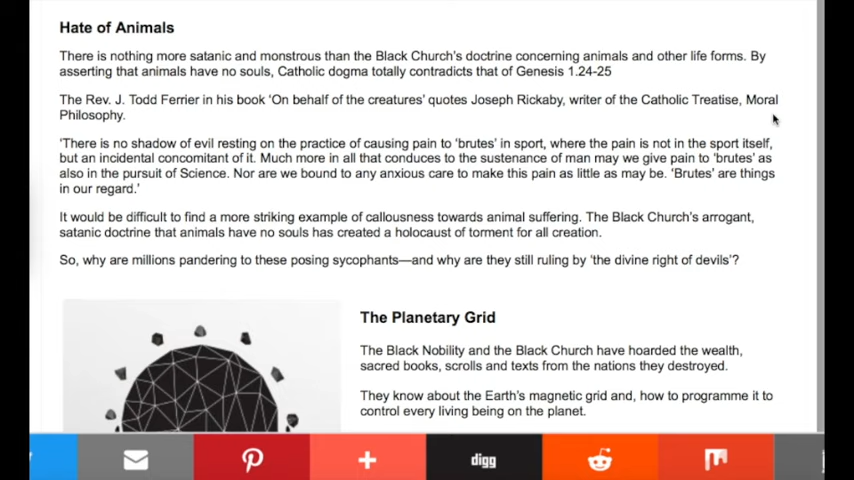 Hate of Animals
There is nothing more satanic and monstrous than the Black Church's doctrine concerning animals and other life forms. By
asserting that animals have no souls, Catholic dogma totally contradicts that of Genesis 1.24-25
The Rev. J. Todd Ferrier in his book 'On behalf of the creatures' quotes Joseph Rickaby, writer of the Catholic Treatise, Moral
Philosophy.
'There is no shadow of evil resting on the practice of causing pain to 'brutes' in sport, where the pain is not in the sport itself,
but an incidental concomitant of it. Much more in all that conduces to the sustenance of man may we give pain to 'brutes' as
also in the pursuit of Science. Nor are we bound to any anxious care to make this pain as little as may be. 'Brutes' are things
in our regard.'
It would be difficult to find a more striking example of callousness towards animal suffering. The Black Church's arrogant,
satanic doctrine that animals have no souls has created a holocaust of torment for all creation.
So, why are millions pandering to these posing sycophants—and why are they still ruling by 'the divine right of devils'?
The Planetary Grid
The Black Nobility and the Black Church have hoarded the wealth,
sacred books, scrolls and texts from the nations they destroyed.
They know about the Earth's magnetic grid and, how to programme it to
control every living being on the planet.
digg